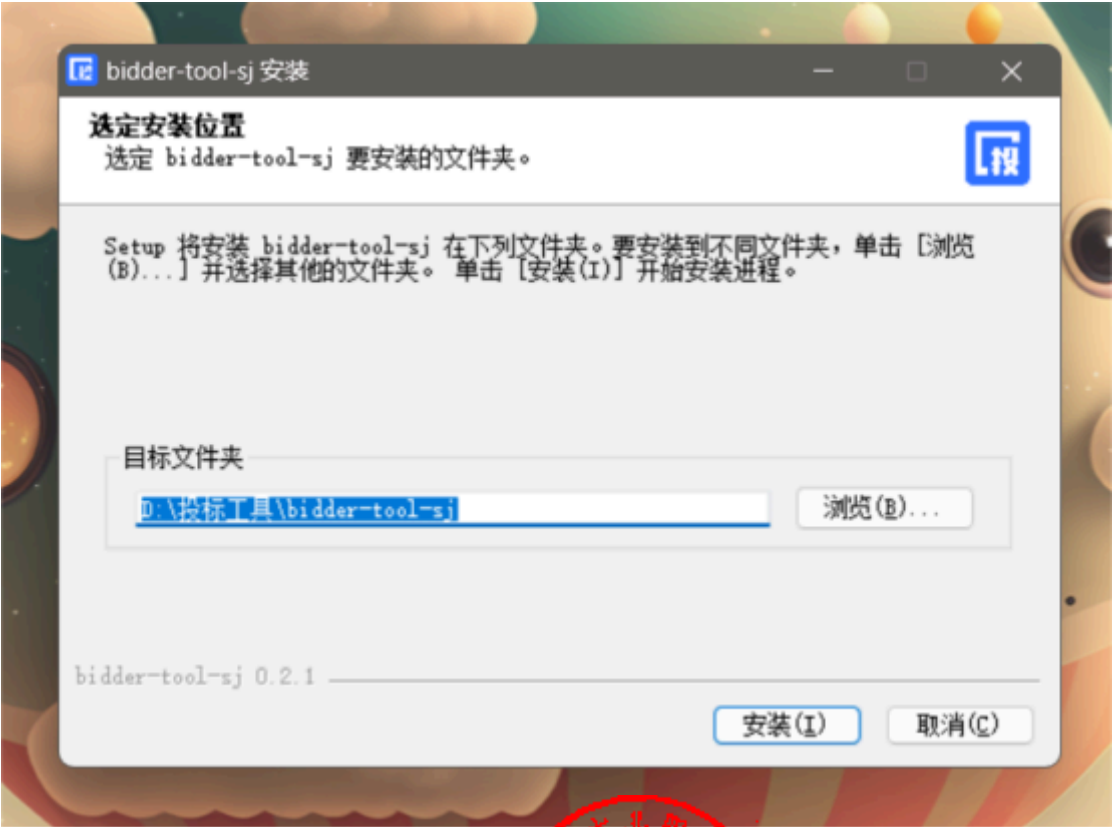 bidder-tool-sj 安装
选定安装位置
选定 bidder-tool-sj 要安装的文件夹。
投
Setup 将安装 bidder-tool-sj 在下列文件夹。要安装到不同文件夹，单击 [浏览
(B)...] 并选择其他的文件夹。 单击 [安装(I)] 开始安装进程。
目标文件夹
D:\投标工具\bidder-tool-sj
浏览(B)...
bidder-tool-sj 0.2.1
安装(I)
取消(C)